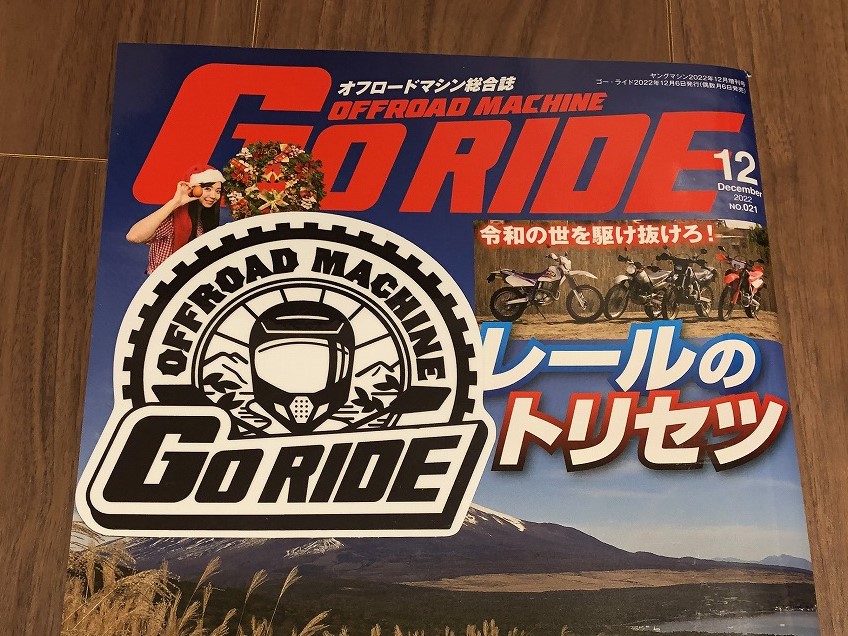 ヤングマシン2022年12月増刊号
ゴー・ライド2022年12月6日発行(偶数月6日発売)
オフロードマシン総合誌
OFFROAD MACHINE
GO RIDE
12
December
2022
NO.021
令和の世を駆け抜けろ!
レールの
トリセツ
OFFROAD MACHINE
GO RIDE